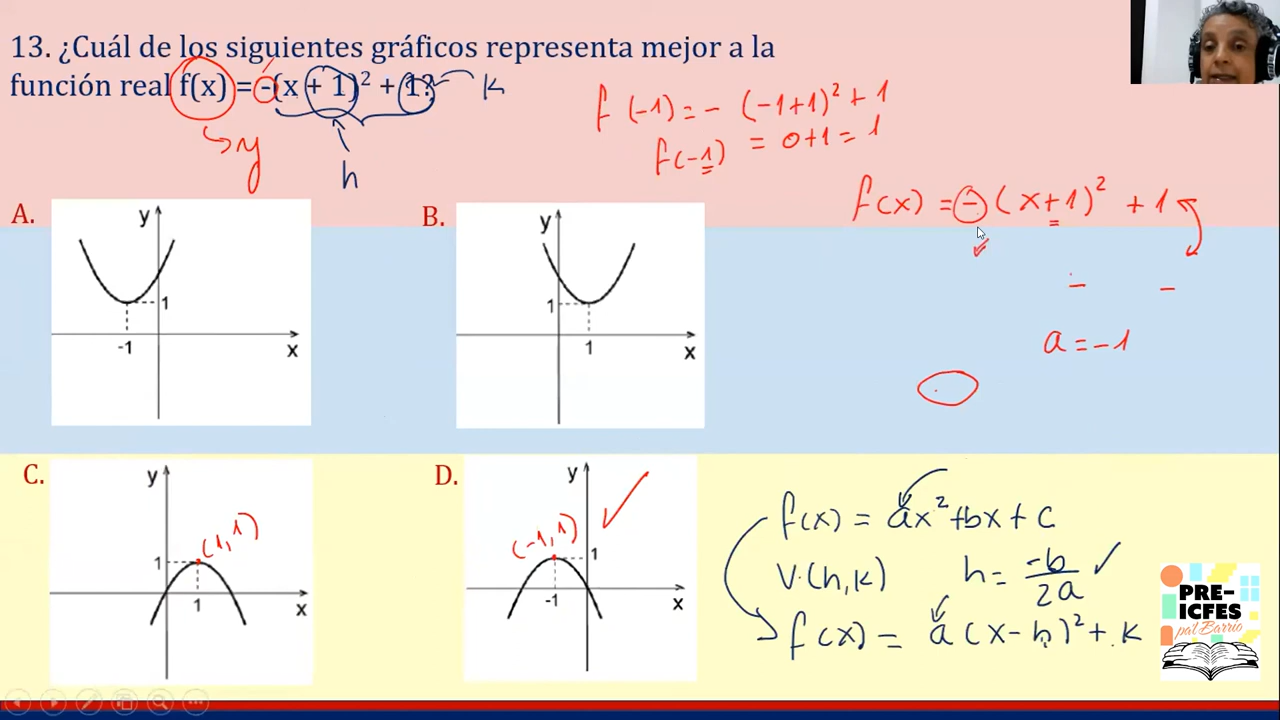 13. ¿Cuál de los siguientes gráficos representa mejor a la
función real f(x) = -(x + 1)² + 1?
k
y
h
f(-1) = - (-1+1)² + 1
f(-1) = 0+1 = 1
f(x) = - (x+1)² + 1
- -
a = -1
A.
y
1
-1
x
B.
y
1
1
x
C.
y
(1,1)
1
1
x
D.
y
(-1,1)
1
-1
x
f(x) = ax² + bx + c
V.(h,k) h = -b/2a
f(x) = a(x-h)² + k
PRE-
ICFES
pal Barrio